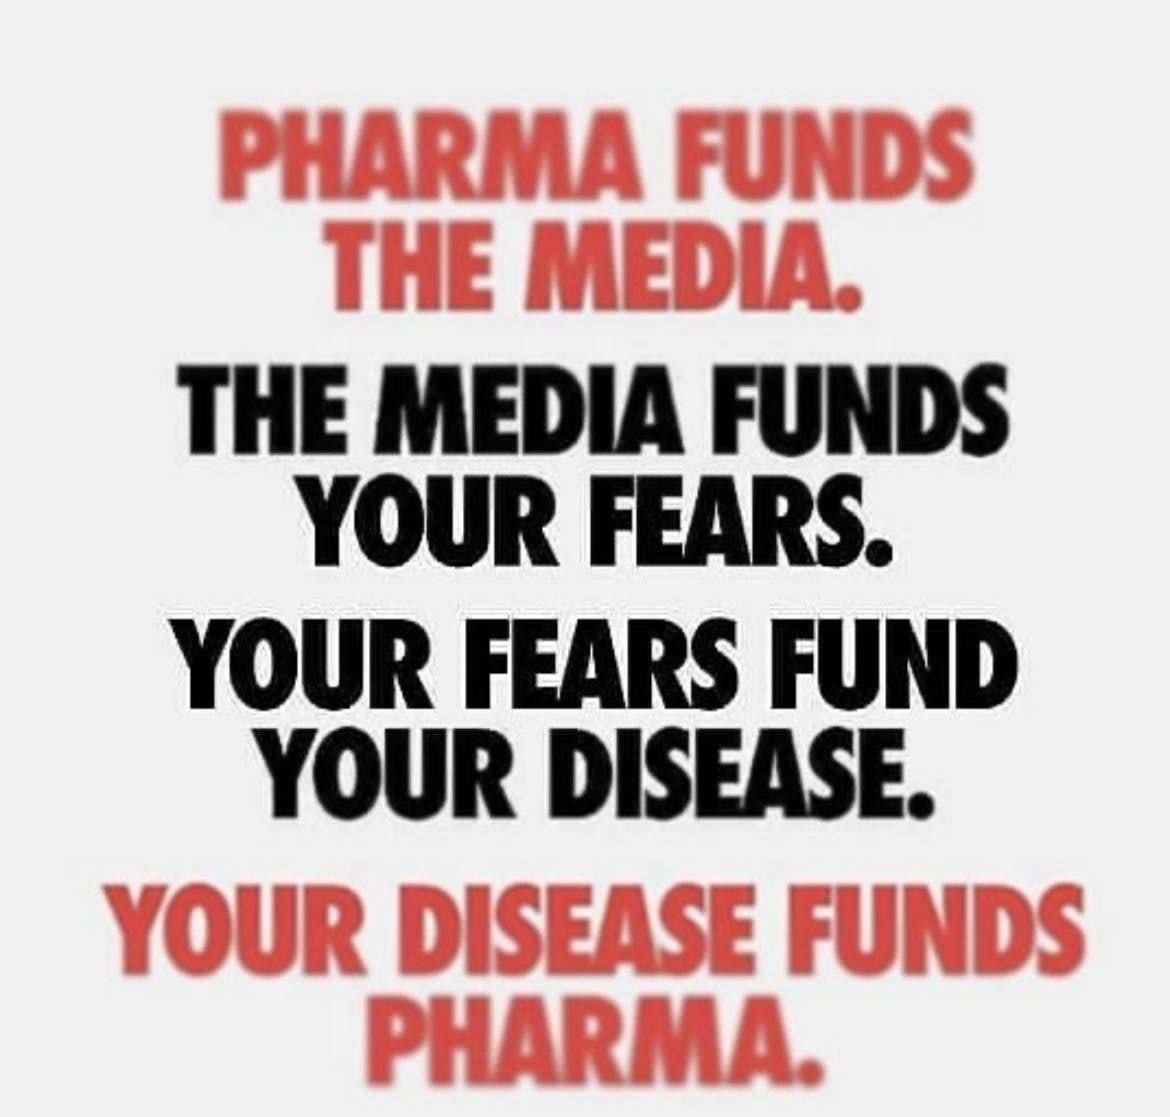 PHARMA FUNDS
THE MEDIA.
THE MEDIA FUNDS
YOUR FEARS.
YOUR FEARS FUND
YOUR DISEASE.
YOUR DISEASE FUNDS
PHARMA.